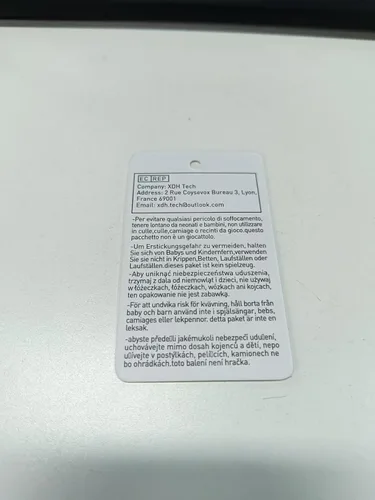 EC REP
Company: XDH Tech
Address: 2 Rue Coysevox Bureau 3, Lyon,
France 69001
Email: xdh.tech@outlook.com
-Per evitare qualsiasi pericolo di soffocamento,
tenere lontano da neonati e bambini, non utilizzare
in culle,culle,carniage o recinti da gioco.questo
pacchetto non è un giocattolo.
-Um Erstickungsgefahr zu vermeiden, halten
Sie sich von Babys und Kindernfern,verwenden
Sie sie nicht in Krippen,Betten, Laufställen oder
Laufställen.dieses paket ist kein spielzeug.
-Aby uniknąć niebezpieczeństwa uduszenia,
trzymaj z dala od niemowląt i dzieci, nie używaj
w łóżeczkach, łóżeczkach, wózkach ani kojcach,
ten opakowanie nie jest zabawką.
-För att undvika risk för kvävning, håll borta från
baby och barn använd inte i spjälsängar, bebs,
carniages eller lekpennor. detta paket är inte en
leksak.
-abyste předešli jakémukoli nebezpečí udušení,
uchovávejte mimo dosah kojenců a dětí, nepo
užívejte v postýlkách, pelíšcích, kamionech ne
bo ohrádkách.toto balení není hračka.